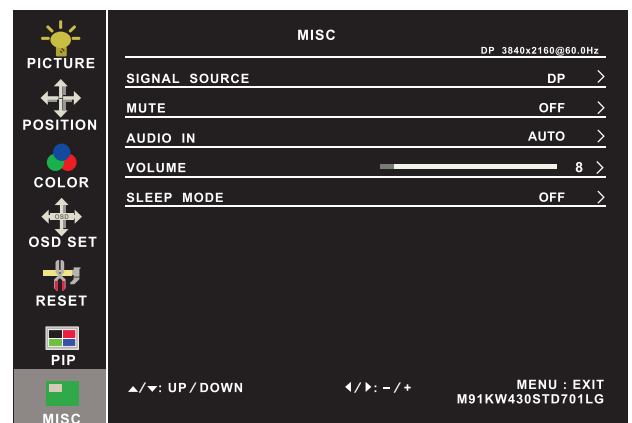 MISC
DP 3840x2160@60.0Hz
PICTURE
SIGNAL SOURCE DP >
MUTE OFF >
POSITION
AUDIO IN AUTO >
VOLUME 8 >
COLOR
SLEEP MODE OFF >
OSD
OSD SET
RESET
PIP
▲/▼: UP/DOWN ◀/▶: -/+ MENU : EXIT
M91KW430STD701LG
MISC